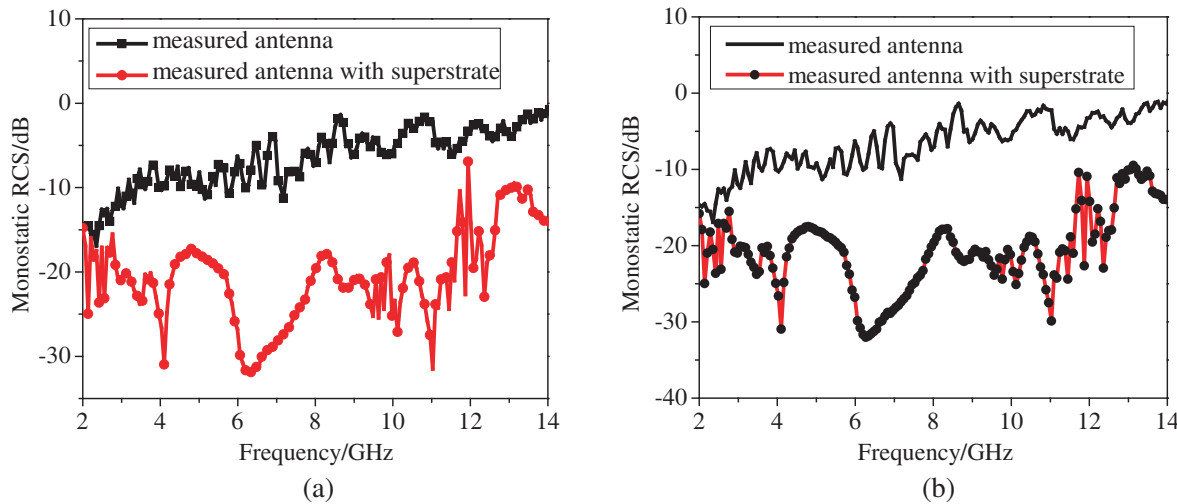 10
measured antenna
measured antenna with superstrate
0
-10
-20
-30
Monostatic RCS/dB
2 4 6 8 10 12 14
Frequency/GHz
(a)
10
measured antenna
measured antenna with superstrate
0
-10
-20
-30
-40
Monostatic RCS/dB
2 4 6 8 10 12 14
Frequency/GHz
(b)